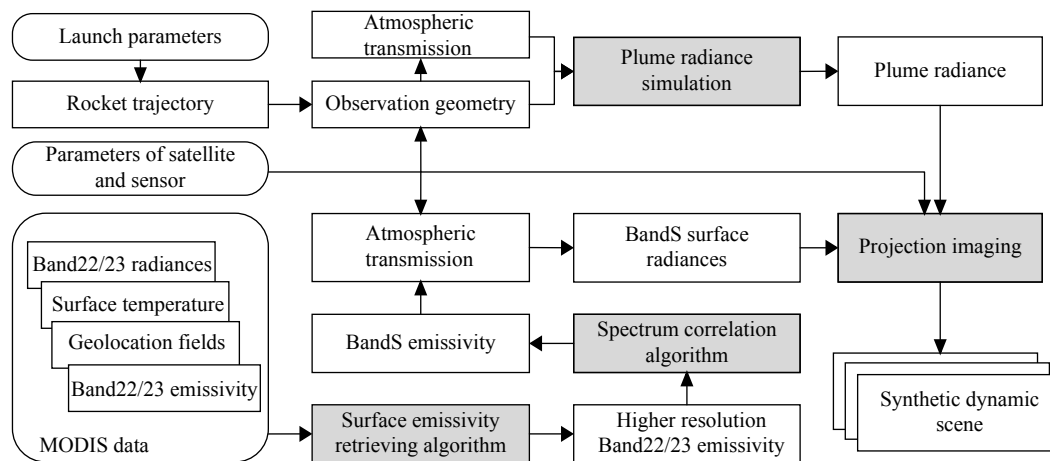 Launch parameters
Atmospheric
transmission
Plume radiance
simulation
Plume radiance
Rocket trajectory
Observation geometry
Parameters of satellite
and sensor
Atmospheric
transmission
BandS surface
radiances
Projection imaging
Band22/23 radiances
Surface temperature
Geolocation fields
Band22/23 emissivity
MODIS data
BandS emissivity
Spectrum correlation
algorithm
Surface emissivity
retrieving algorithm
Higher resolution
Band22/23 emissivity
Synthetic dynamic
scene